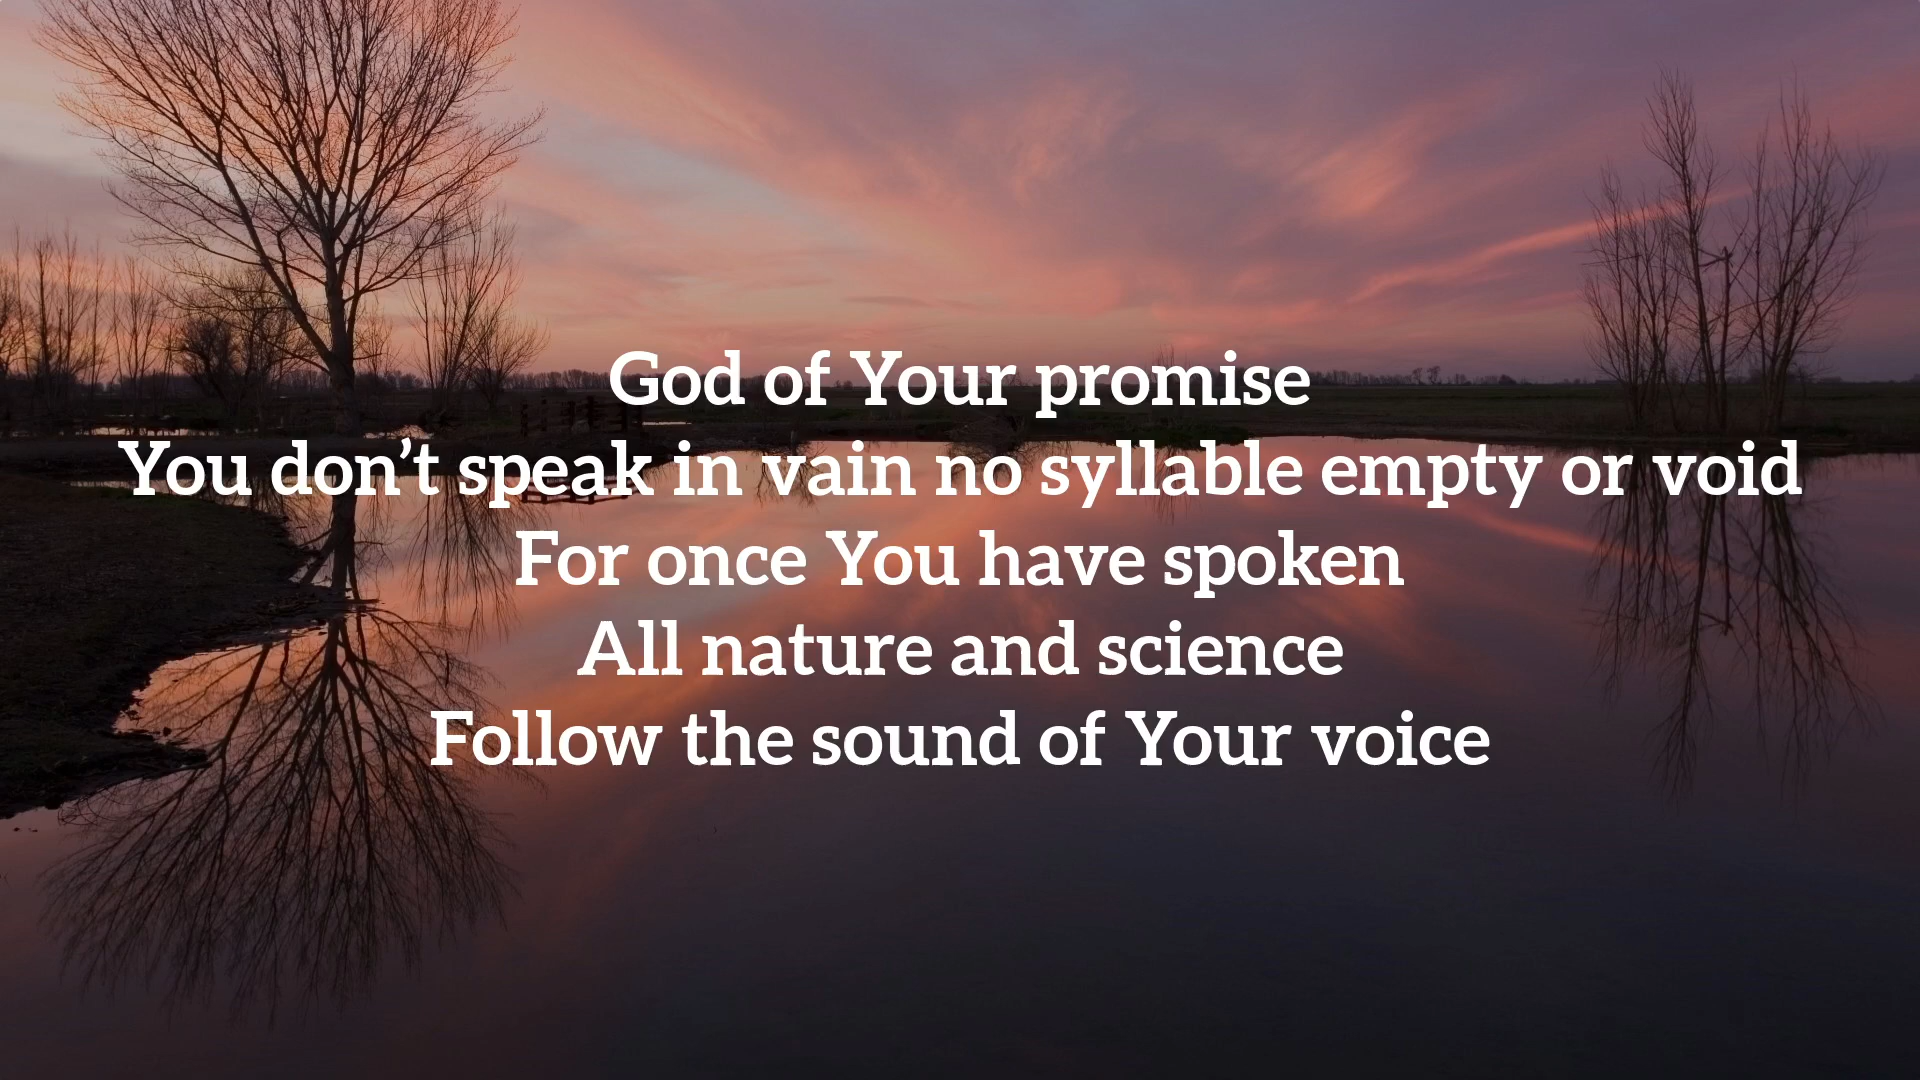 God of Your promise
You don’t speak in vain no syllable empty or void
For once You have spoken
All nature and science
Follow the sound of Your voice